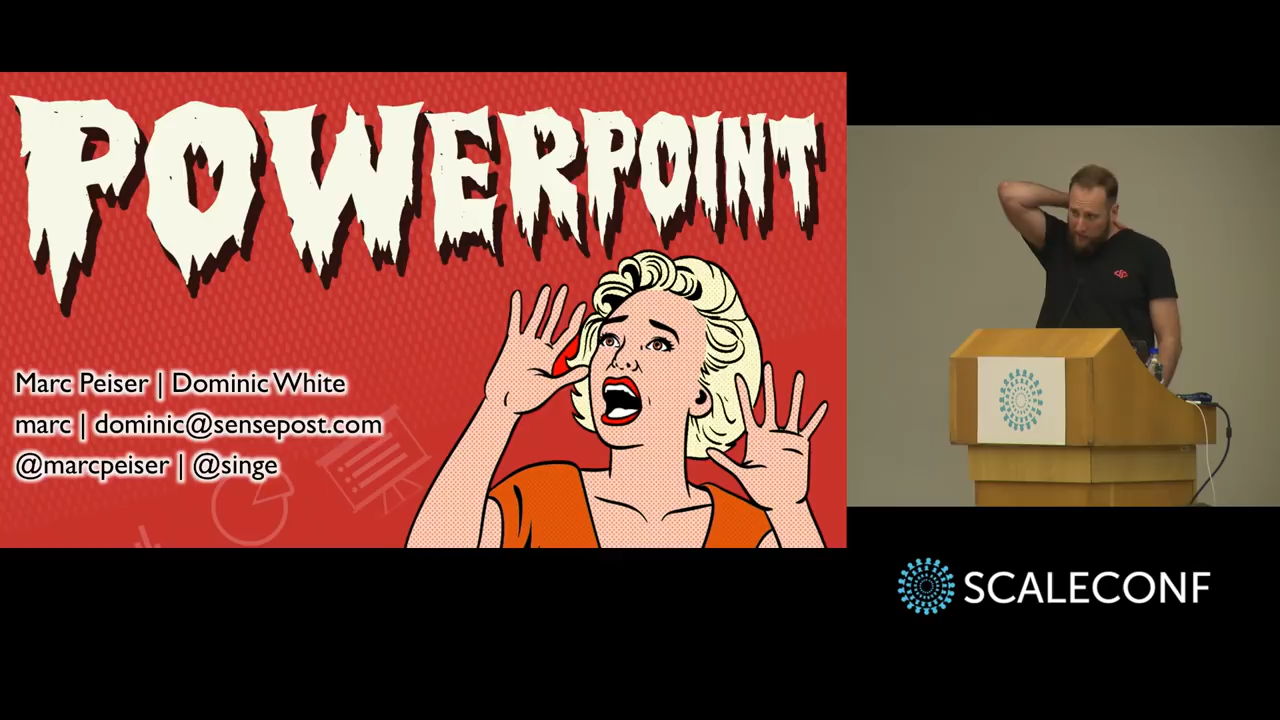 POWERPOINT
Marc Peiser | Dominic White
marc | dominic@sensepost.com
@marcpeiser | @singe
SCALECONF